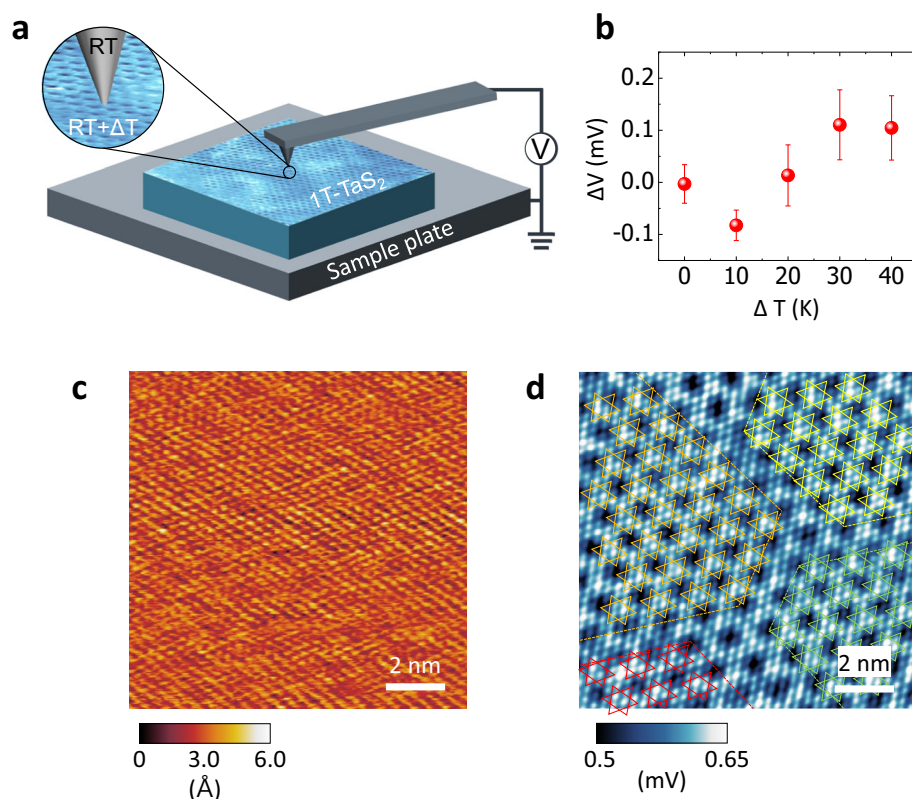 a
RT
RT+ΔT
V
1T-TaS₂
Sample plate
b
0.2
0.1
0.0
-0.1
ΔV (mV)
0 10 20 30 40
Δ T (K)
c
2 nm
0 3.0 6.0
(Å)
d
2 nm
0.5 0.65
(mV)